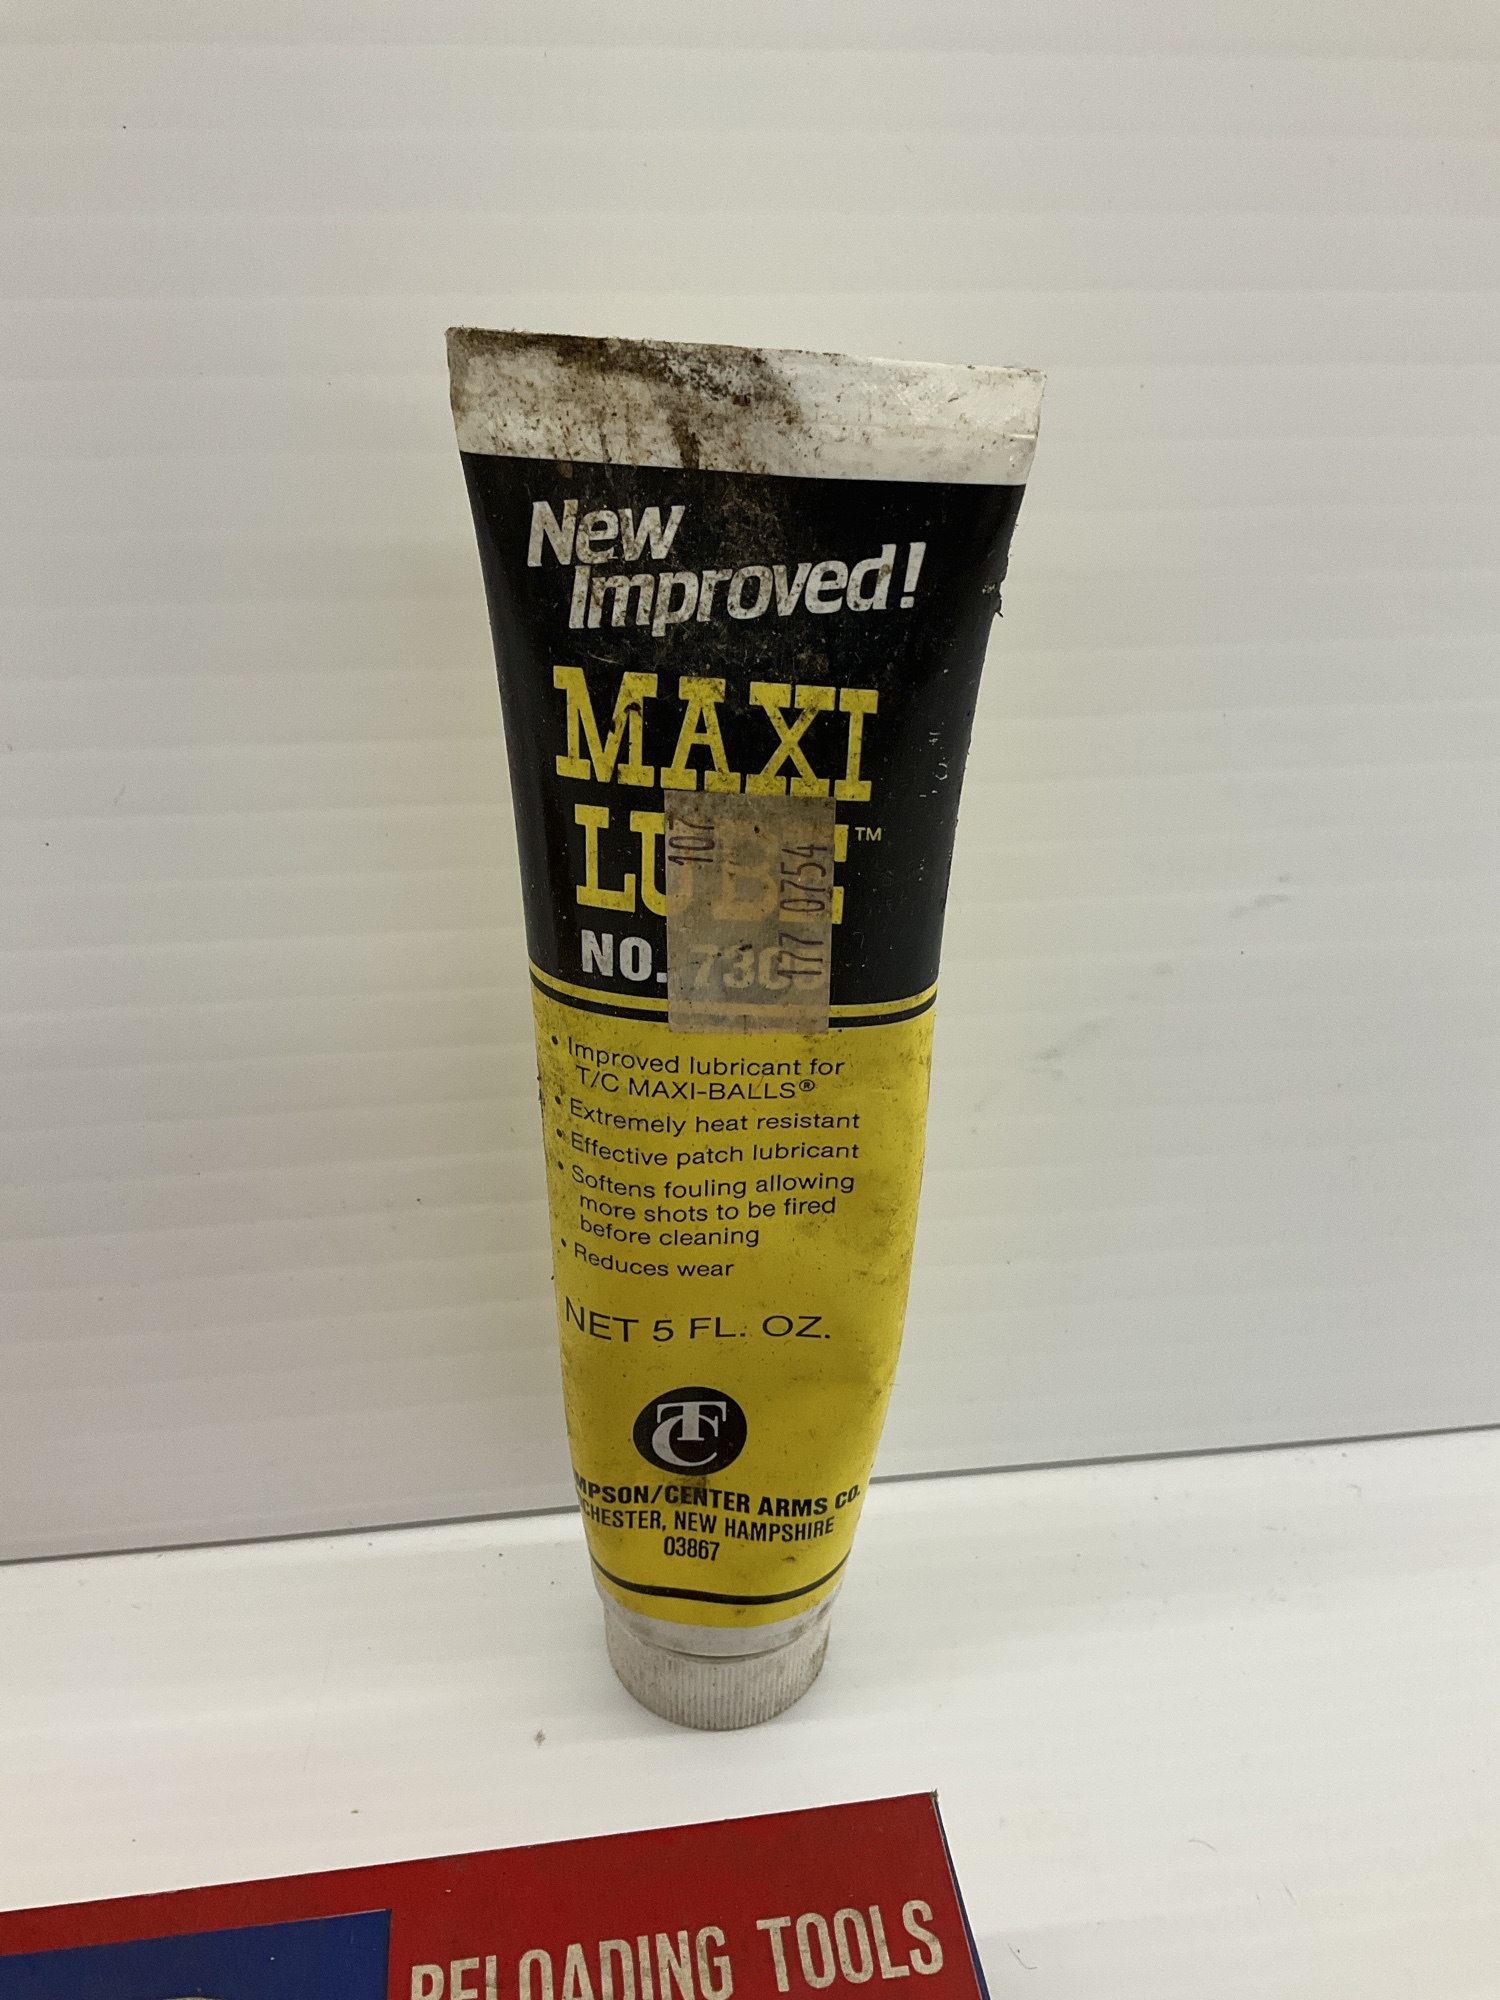 New
Improved!
MAXI
LUBE™
NO.
107
177 0754
• Improved lubricant for
T/C MAXI-BALLS®
• Extremely heat resistant
• Effective patch lubricant
• Softens fouling allowing
more shots to be fired
before cleaning
• Reduces wear
NET 5 FL. OZ.
TC
MPSON/CENTER ARMS CO.
CHESTER, NEW HAMPSHIRE
03867
RELOADING TOOLS